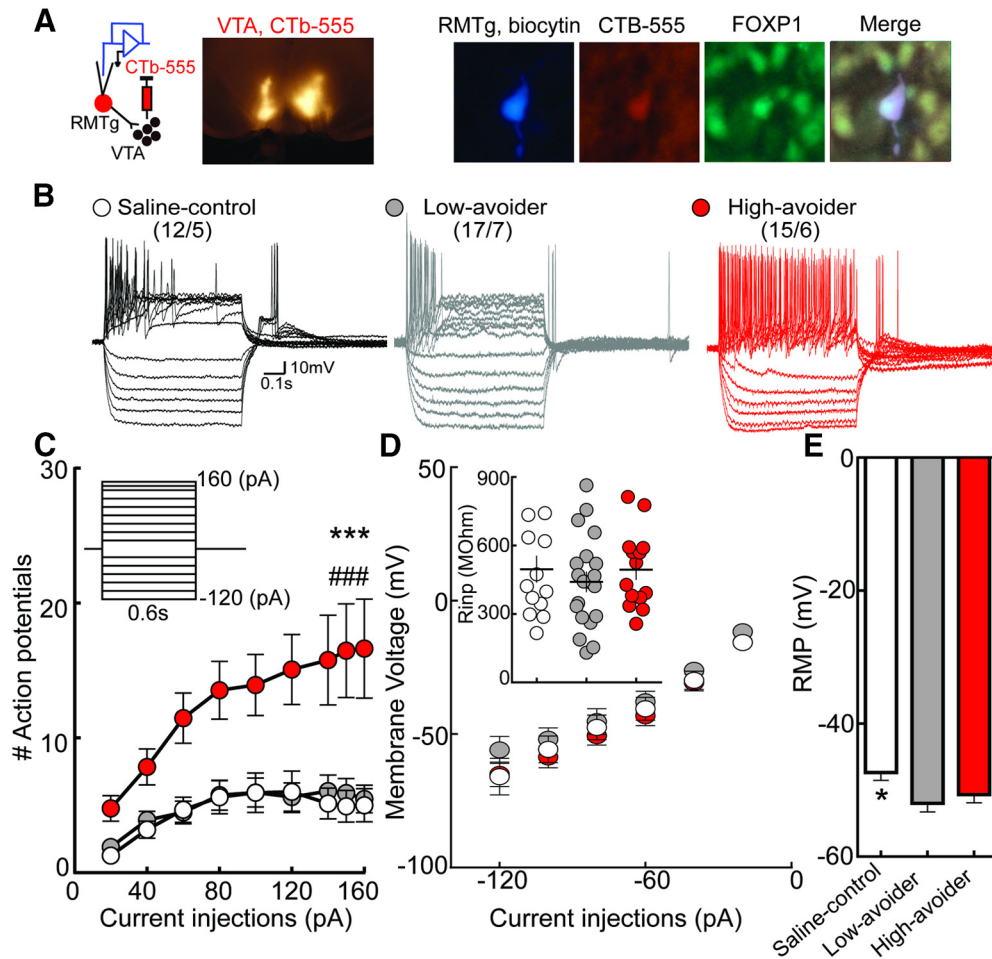 A
CTb-555
RMTg
VTA
VTA, CTb-555
RMTg, biocytin
CTB-555
FOXP1
Merge
B
Saline-control
(12/5)
Low-avoider
(17/7)
High-avoider
(15/6)
10mV
0.1s
C
# Action potentials
30
20
10
0
160 (pA)
-120 (pA)
0.6s
***
###
0
40
80
120
160
Current injections (pA)
D
Membrane Voltage (mV)
50
0
-50
-100
Rinp (MOhm)
900
600
300
0
-120
-60
0
Current injections (pA)
E
RMP (mV)
0
-20
-40
-60
*
Saline-control
Low-avoider
High-avoider